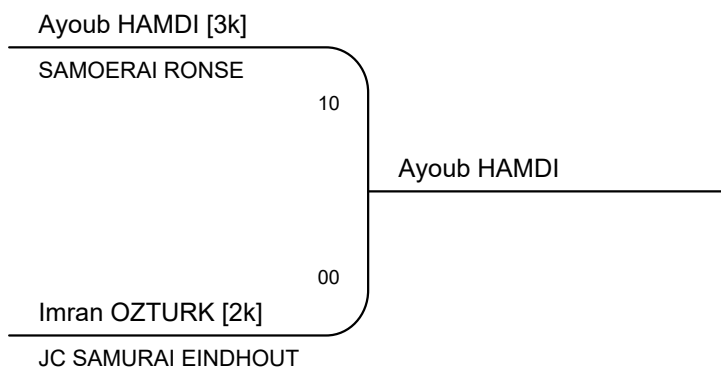 Ayoub HAMDI [3k]
SAMOERAI RONSE
10
Ayoub HAMDI
00
Imran OZTURK [2k]
JC SAMURAI EINDHOUT